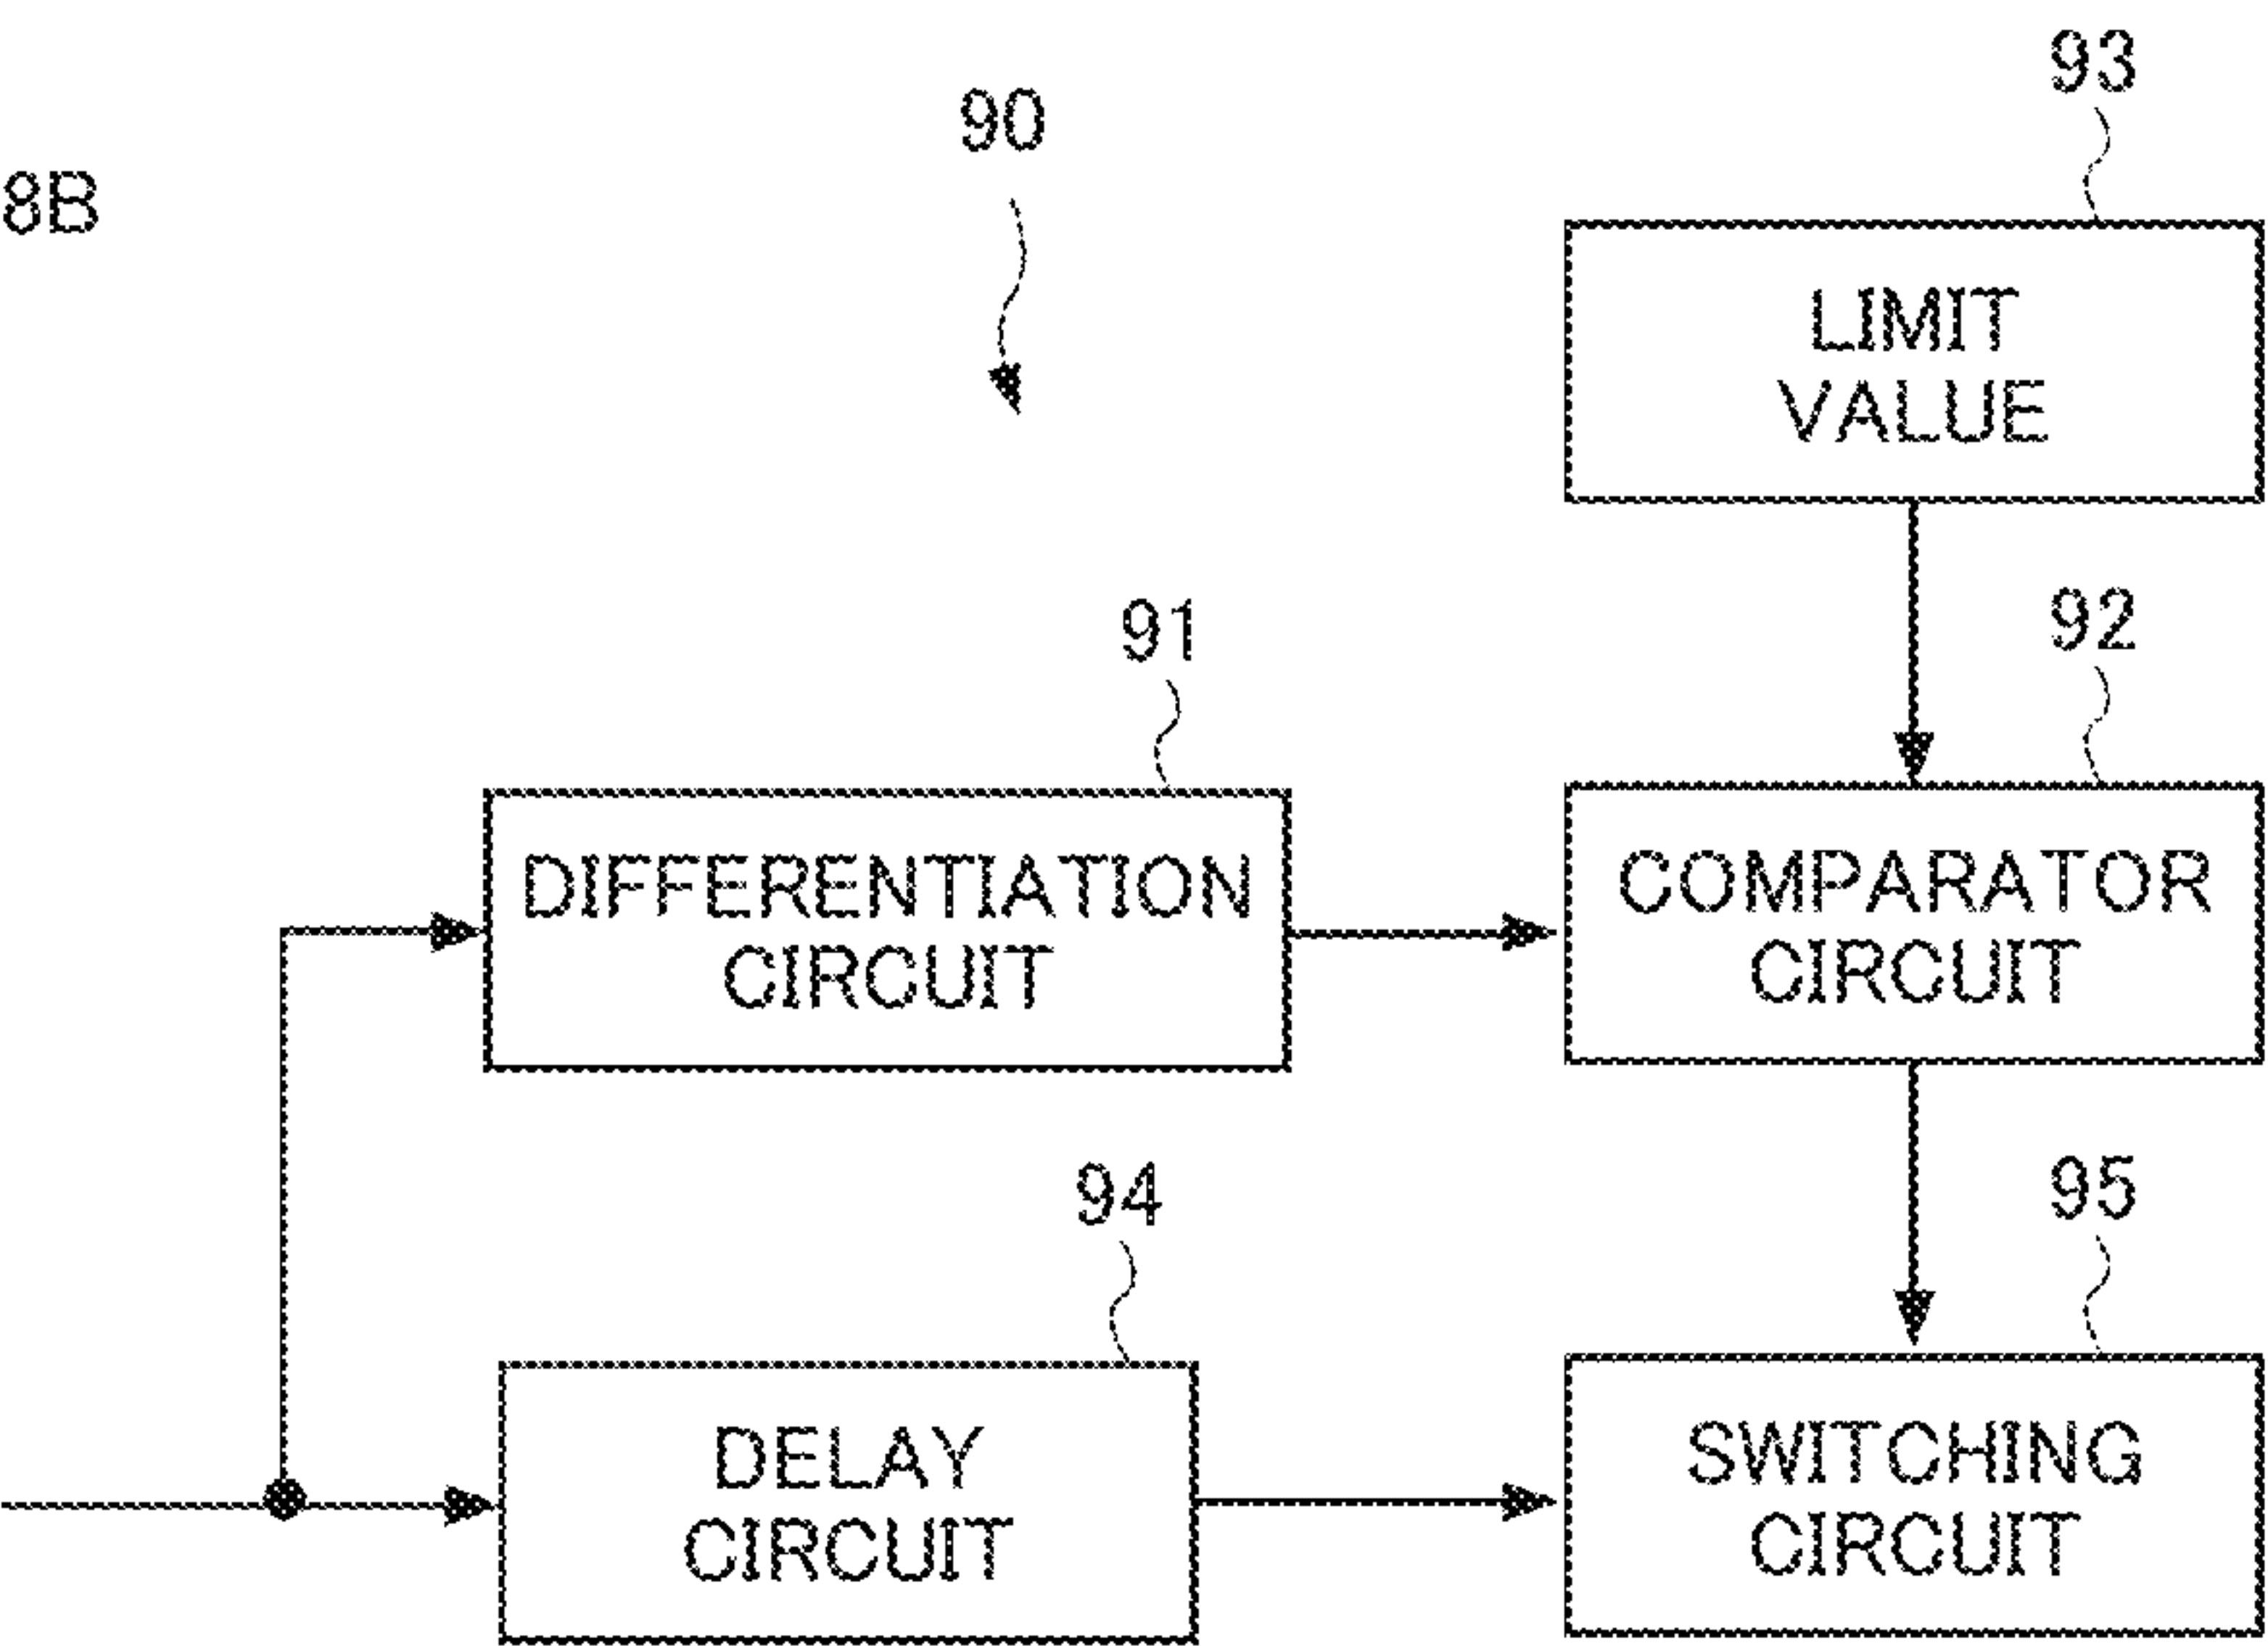 93
90
8B
LIMIT
VALUE
92
91
DIFFERENTIATION
CIRCUIT
COMPARATOR
CIRCUIT
94
95
DELAY
CIRCUIT
SWITCHING
CIRCUIT